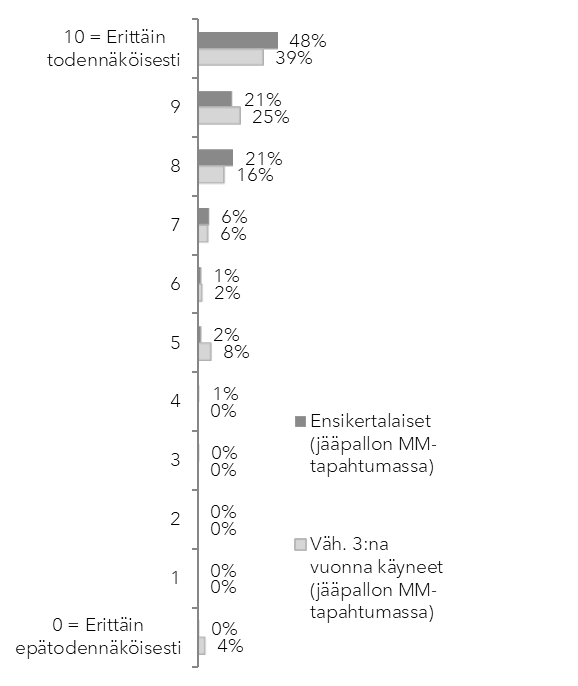 10 = Erittäin
todennäköisesti
48%
39%
9
21%
25%
8
21%
16%
7
6%
6%
6
1%
2%
5
2%
8%
4
1%
0%
3
0%
0%
2
0%
0%
1
0%
0%
0 = Erittäin
epätodennäköisesti
0%
4%
Ensikertalaiset
(jääpallon MM-
tapahtumassa)
Väh. 3:na
vuonna käyneet
(jääpallon MM-
tapahtumassa)